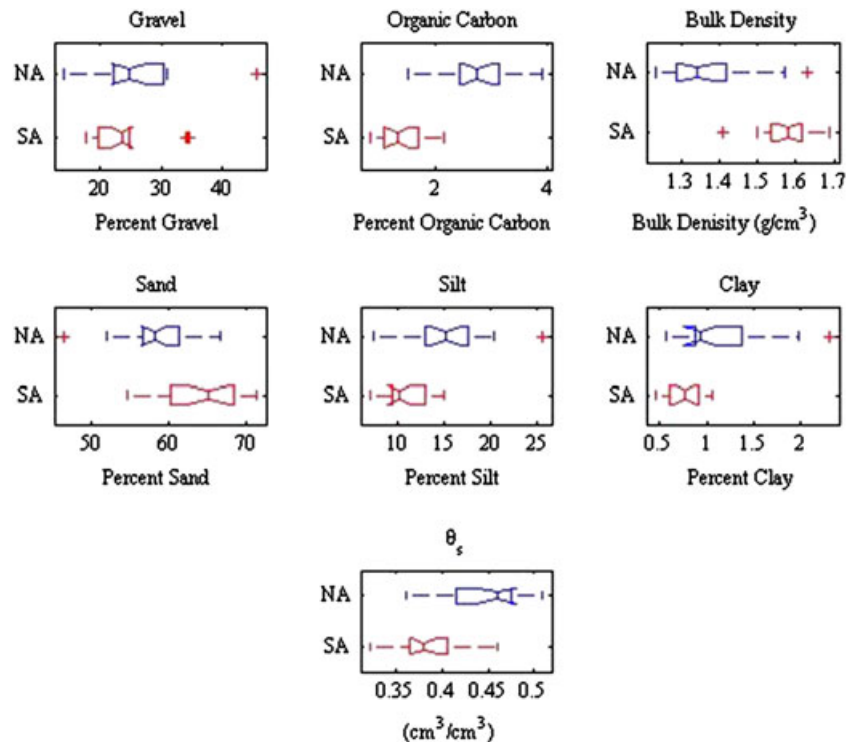 Gravel Organic Carbon Bulk Density
NA NA NA
SA SA SA
20 30 40 2 4 1.3 1.4 1.5 1.6 1.7
Percent Gravel Percent Organic Carbon Bulk Denisity (g/cm³)
Sand Silt Clay
NA NA NA
SA SA SA
50 60 70 10 15 20 25 0.5 1 1.5 2
Percent Sand Percent Silt Percent Clay
θₛ
NA
SA
0.35 0.4 0.45 0.5
(cm³/cm³)